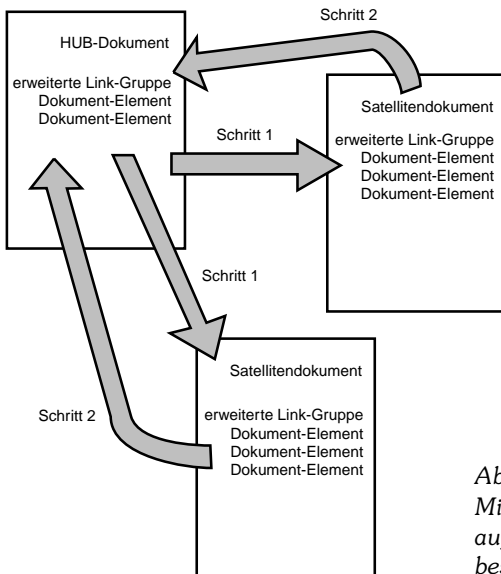 Schritt 2
HUB-Dokument
erweiterte Link-Gruppe
Dokument-Element
Dokument-Element
Schritt 1
Satellitendokument
erweiterte Link-Gruppe
Dokument-Element
Dokument-Element
Dokument-Element
Schritt 1
Satellitendokument
Schritt 2
erweiterte Link-Gruppe
Dokument-Element
Dokument-Element
Dokument-Element